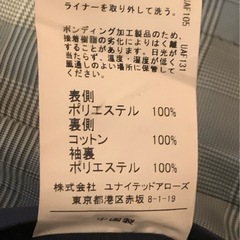 ライナーを取り外して洗う。
ボンディング加工製品のため、
接着樹脂の劣化によりはく離
することがあります。日光が
当たらず、温度・湿度が低く
風通しのよい場所に保管して
ください。
UAF105
UAF131
表側
ポリエステル 100%
裏側
コットン 100%
袖裏
ポリエステル 100%
株式会社 ユナイテッドアローズ
東京都港区赤坂8-1-19